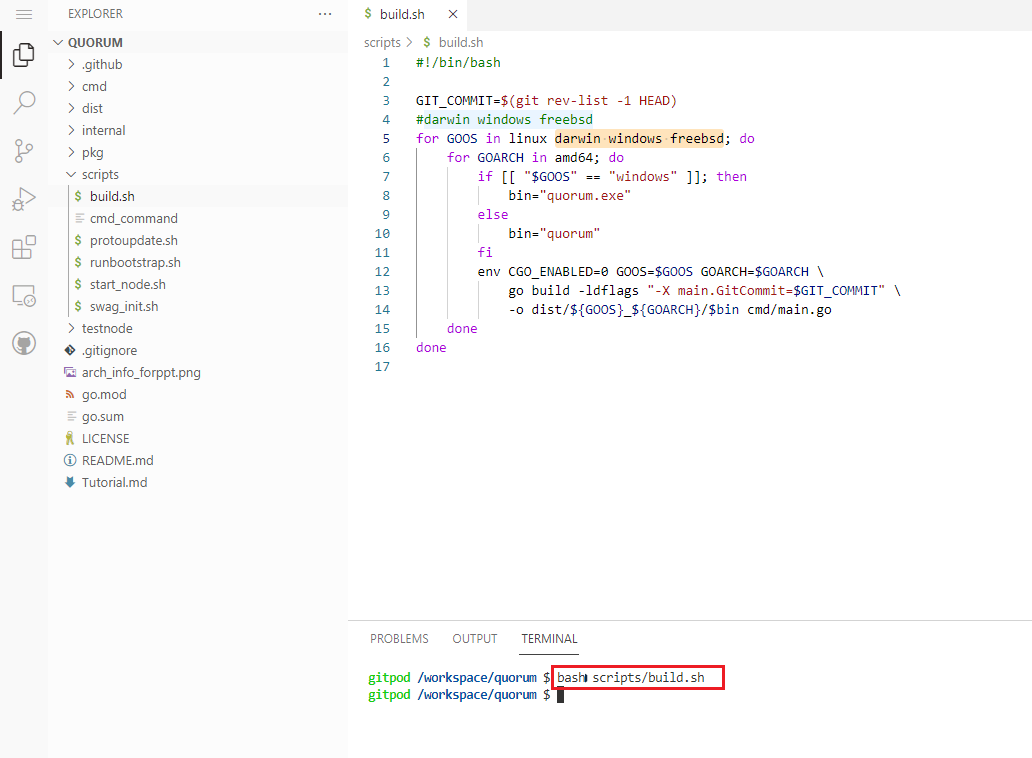 EXPLORER
···
QUORUM
.github
cmd
dist
internal
pkg
scripts
$ build.sh
cmd_command
$ protoupdate.sh
$ runbootstrap.sh
$ start_node.sh
$ swag_init.sh
testnode
.gitignore
arch_info_forppt.png
go.mod
go.sum
LICENSE
README.md
Tutorial.md
$ build.sh
scripts > $ build.sh
1 #!/bin/bash
2
3 GIT_COMMIT=$(git rev-list -1 HEAD)
4 #darwin windows freebsd
5 for GOOS in linux darwin windows freebsd; do
6 for GOARCH in amd64; do
7 if [[ "$GOOS" == "windows" ]]; then
8 bin="quorum.exe"
9 else
10 bin="quorum"
11 fi
12 env CGO_ENABLED=0 GOOS=$GOOS GOARCH=$GOARCH \
13 go build -ldflags "-X main.GitCommit=$GIT_COMMIT" \
14 -o dist/${GOOS}_${GOARCH}/$bin cmd/main.go
15 done
16 done
17
PROBLEMS OUTPUT TERMINAL
gitpod /workspace/quorum $ bash scripts/build.sh
gitpod /workspace/quorum $